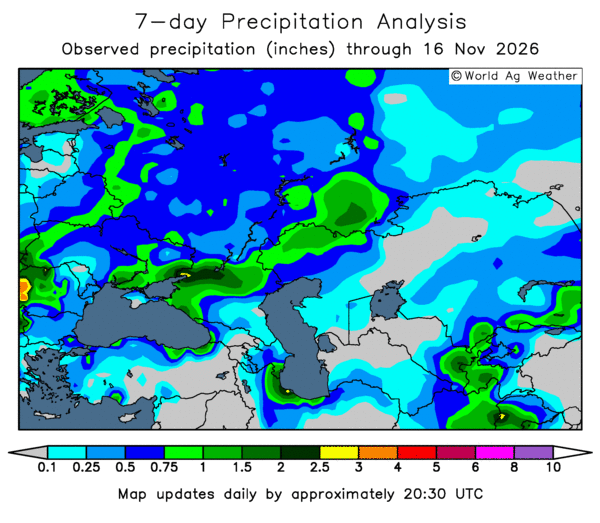 7-day Precipitation Analysis
Observed precipitation (inches) through 16 Nov 2026
© World Ag Weather
0.1 0.25 0.5 0.75 1 1.5 2 2.5 3 4 5 6 8 10
Map updates daily by approximately 20:30 UTC